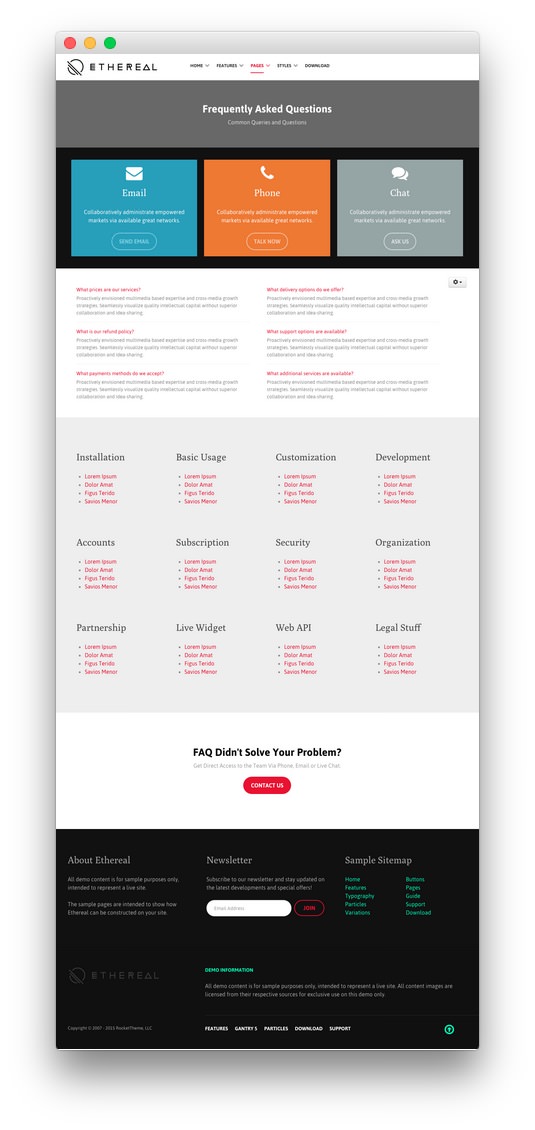 ETHEREAL
HOME FEATURES PAGES STYLES DOWNLOAD
Frequently Asked Questions
Common Queries and Questions
Email
Collaboratively administrate empowered
markets via available great networks.
SEND EMAIL
Phone
Collaboratively administrate empowered
markets via available great networks.
TALK NOW
Chat
Collaboratively administrate empowered
markets via available great networks.
ASK US
What prices are our services?
Proactively envisioned multimedia based expertise and cross-media growth
strategies. Seamlessly visualize quality intellectual capital without superior
collaboration and idea-sharing.
What delivery options do we offer?
Proactively envisioned multimedia based expertise and cross-media growth
strategies. Seamlessly visualize quality intellectual capital without superior
collaboration and idea-sharing.
What is our refund policy?
Proactively envisioned multimedia based expertise and cross-media growth
strategies. Seamlessly visualize quality intellectual capital without superior
collaboration and idea-sharing.
What support options are available?
Proactively envisioned multimedia based expertise and cross-media growth
strategies. Seamlessly visualize quality intellectual capital without superior
collaboration and idea-sharing.
What payments methods do we accept?
Proactively envisioned multimedia based expertise and cross-media growth
strategies. Seamlessly visualize quality intellectual capital without superior
collaboration and idea-sharing.
What additional services are available?
Proactively envisioned multimedia based expertise and cross-media growth
strategies. Seamlessly visualize quality intellectual capital without superior
collaboration and idea-sharing.
Installation
Lorem Ipsum
Dolor Amat
Figus Terido
Savios Menor
Basic Usage
Lorem Ipsum
Dolor Amat
Figus Terido
Savios Menor
Customization
Lorem Ipsum
Dolor Amat
Figus Terido
Savios Menor
Development
Lorem Ipsum
Dolor Amat
Figus Terido
Savios Menor
Accounts
Lorem Ipsum
Dolor Amat
Figus Terido
Savios Menor
Subscription
Lorem Ipsum
Dolor Amat
Figus Terido
Savios Menor
Security
Lorem Ipsum
Dolor Amat
Figus Terido
Savios Menor
Organization
Lorem Ipsum
Dolor Amat
Figus Terido
Savios Menor
Partnership
Lorem Ipsum
Dolor Amat
Figus Terido
Savios Menor
Live Widget
Lorem Ipsum
Dolor Amat
Figus Terido
Savios Menor
Web API
Lorem Ipsum
Dolor Amat
Figus Terido
Savios Menor
Legal Stuff
Lorem Ipsum
Dolor Amat
Figus Terido
Savios Menor
FAQ Didn't Solve Your Problem?
Get Direct Access to the Team Via Phone, Email or Live Chat.
CONTACT US
About Ethereal
All demo content is for sample purposes only,
intended to represent a live site.
The sample pages are intended to show how
Ethereal can be constructed on your site.
Newsletter
Subscribe to our newsletter and stay updated on
the latest developments and special offers!
Email Address
JOIN
Sample Sitemap
Home
Features
Typography
Particles
Variations
Buttons
Pages
Guide
Support
Download
ETHEREAL
DEMO INFORMATION
All demo content is for sample purposes only, intended to represent a live site. All content images are
licensed from their respective sources for exclusive use on this demo only.
Copyright © 2007 - 2015 RocketTheme, LLC
FEATURES GANTRY 5 PARTICLES DOWNLOAD SUPPORT